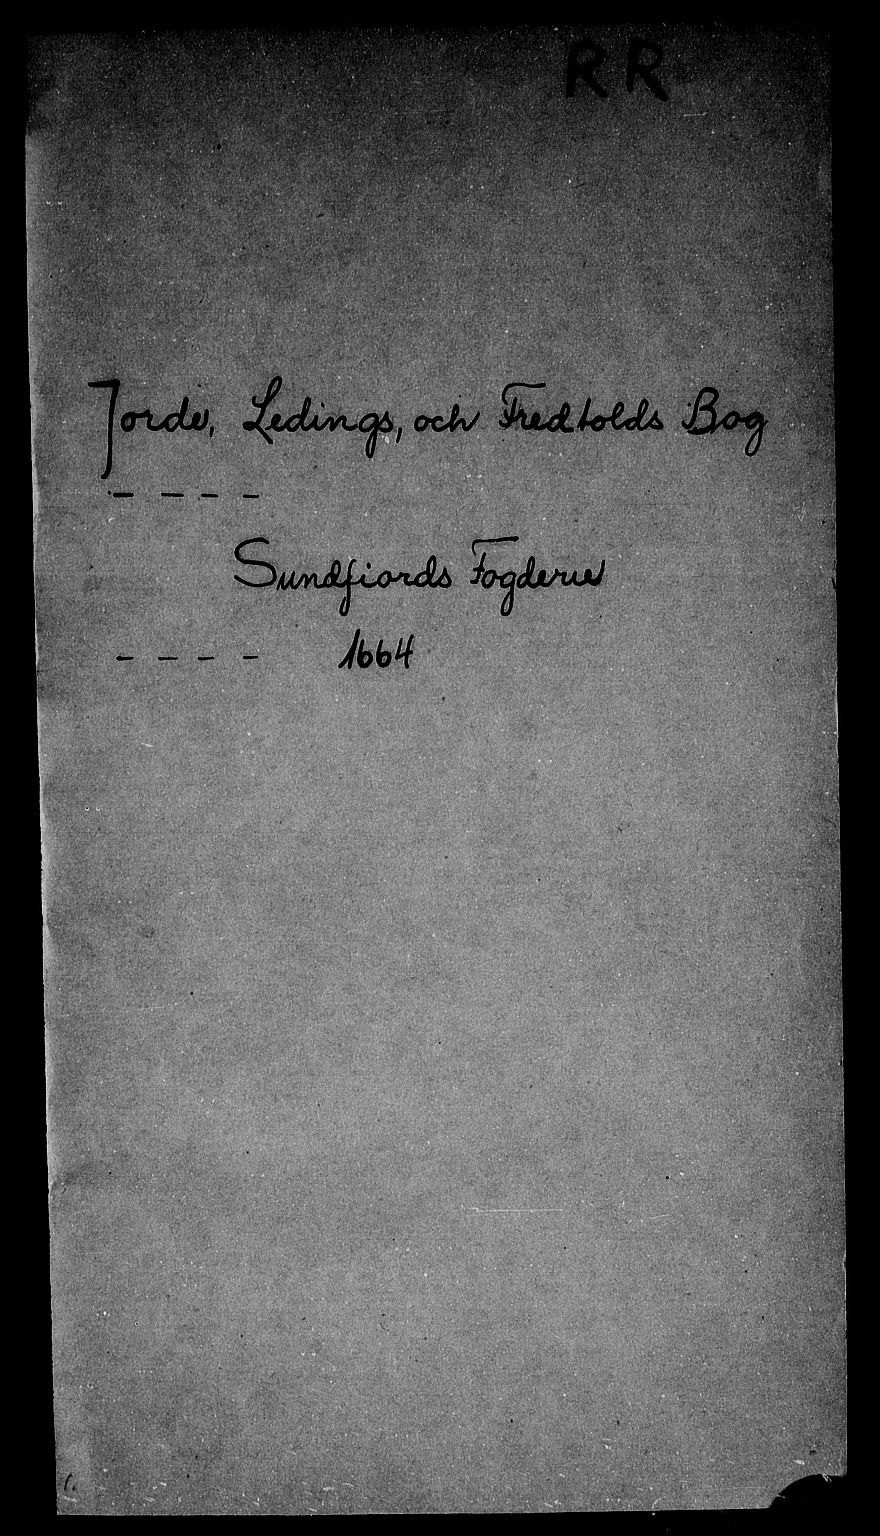 RR
Jorde, Ledings, och Fredtolds Bog
- - - -
Sundfiords Fogderie
- - - - 1664